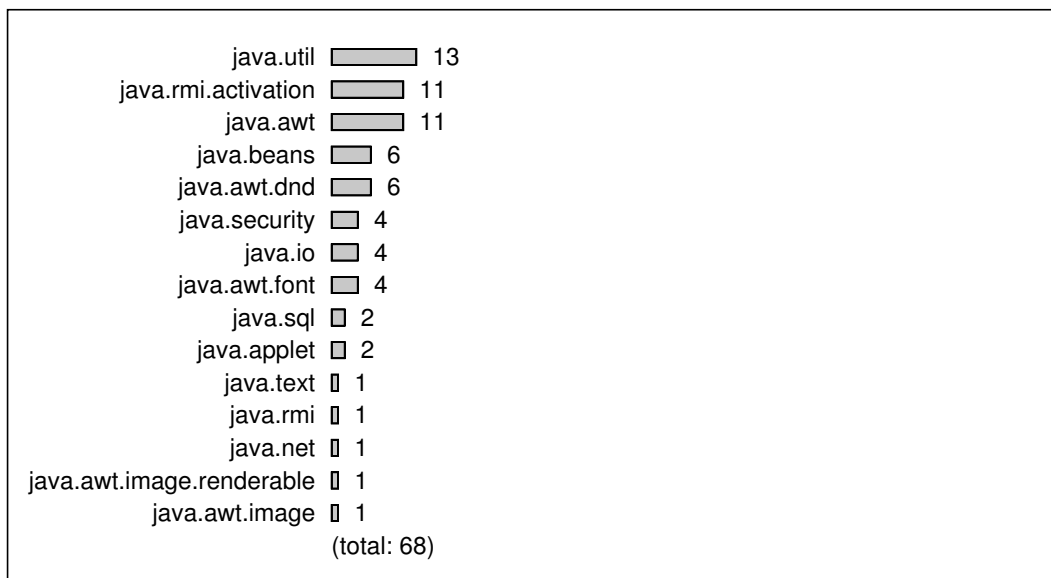 java.util 13
java.rmi.activation 11
java.awt 11
java.beans 6
java.awt.dnd 6
java.security 4
java.io 4
java.awt.font 4
java.sql 2
java.applet 2
java.text 1
java.rmi 1
java.net 1
java.awt.image.renderable 1
java.awt.image 1
(total: 68)